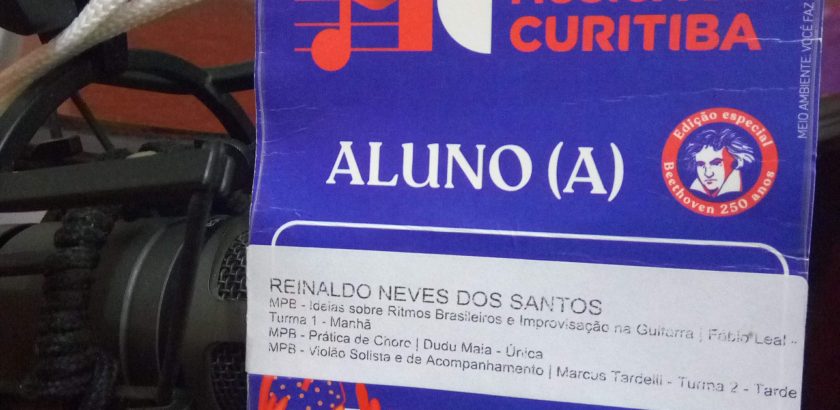 CURITIBA
ALUNO (A)
Edição especial
Beethoven 250 anos
REINALDO NEVES DOS SANTOS
MPB - Ideias sobre Ritmos Brasileiros e Improvisação na Guitarra | Fábio Leal -
Turma 1 - Manhã
MPB - Prática de Choro | Dudu Maia - Única
MPB - Violão Solista e de Acompanhamento | Marcus Tardelli - Turma 2 - Tarde
MEIO AMBIENTE. VOCÊ FAZ